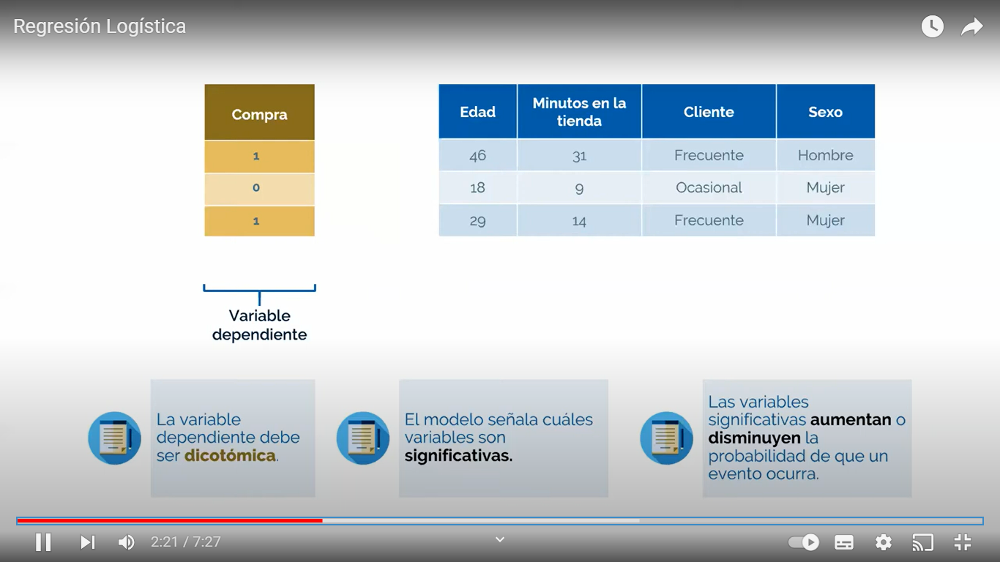 Regresión Logística
Compra
1
0
1
Edad Minutos en la tienda Cliente Sexo
46 31 Frecuente Hombre
18 9 Ocasional Mujer
29 14 Frecuente Mujer
Variable
dependiente
La variable
dependiente debe
ser dicotómica.
El modelo señala cuáles
variables son
significativas.
Las variables
significativas aumentan o
disminuyen la
probabilidad de que un
evento ocurra.
2:21 / 7:27